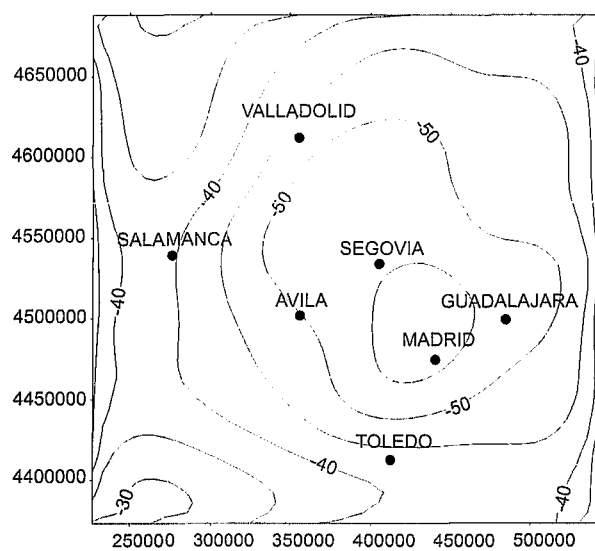 4650000
-40
VALLADOLID
4600000
-50
-40
-50
4550000
SALAMANCA
SEGOVIA
-40
AVILA
GUADALAJARA
4500000
MADRID
4450000
-50
TOLEDO
-40
4400000
-30
-40
250000 300000 350000 400000 450000 500000